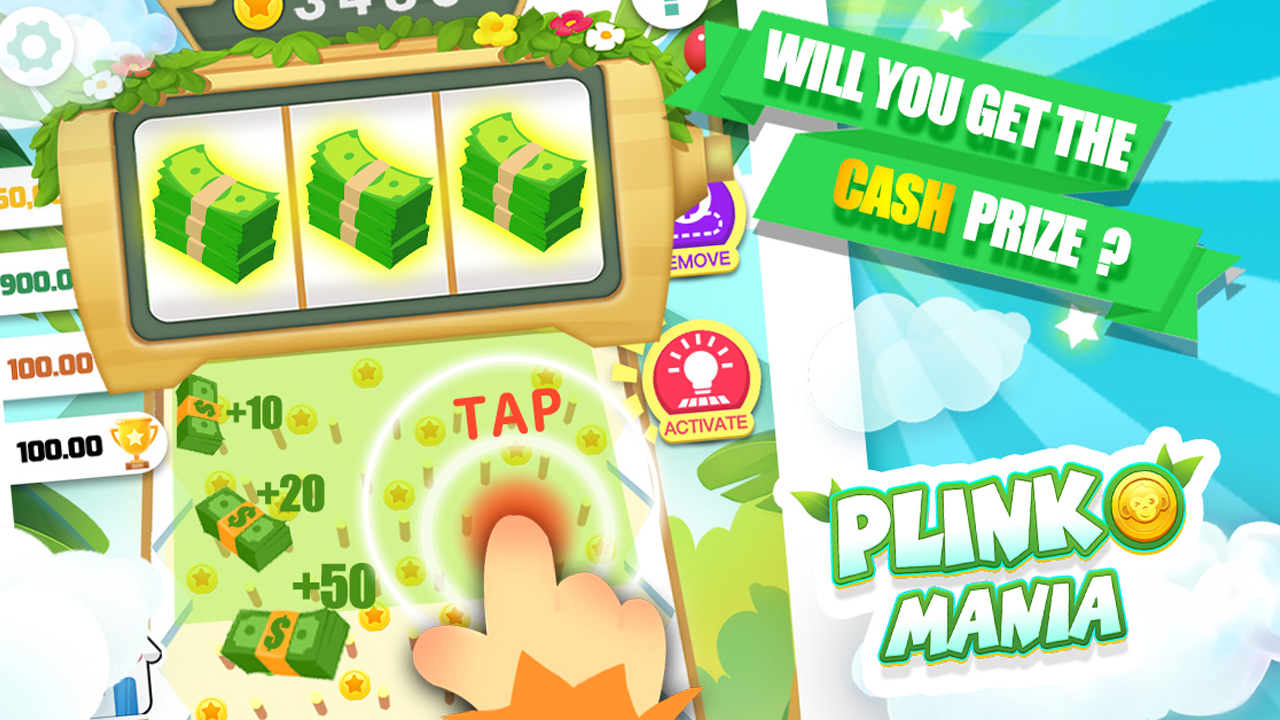 WILL YOU GET THE
CASH PRIZE ?
EMOVE
900.0
100.00
ACTIVATE
100.00
+10
+20
+50
TAP
PLINKO
MANIA